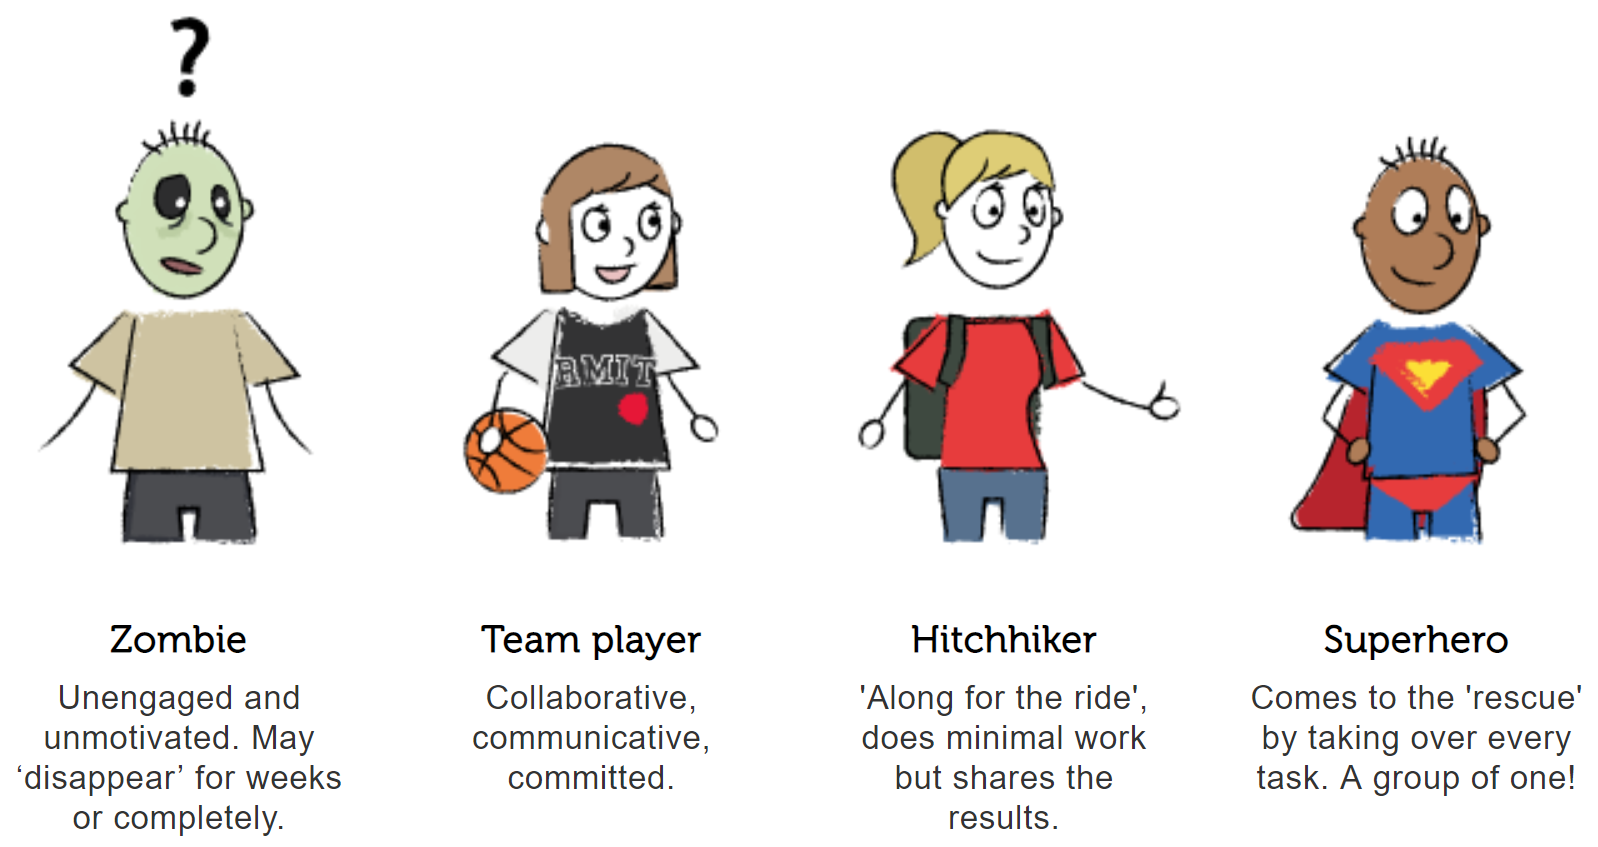 ?
RMIT
Zombie
Unengaged and
unmotivated. May
‘disappear’ for weeks
or completely.
Team player
Collaborative,
communicative,
committed.
Hitchhiker
'Along for the ride',
does minimal work
but shares the
results.
Superhero
Comes to the 'rescue'
by taking over every
task. A group of one!